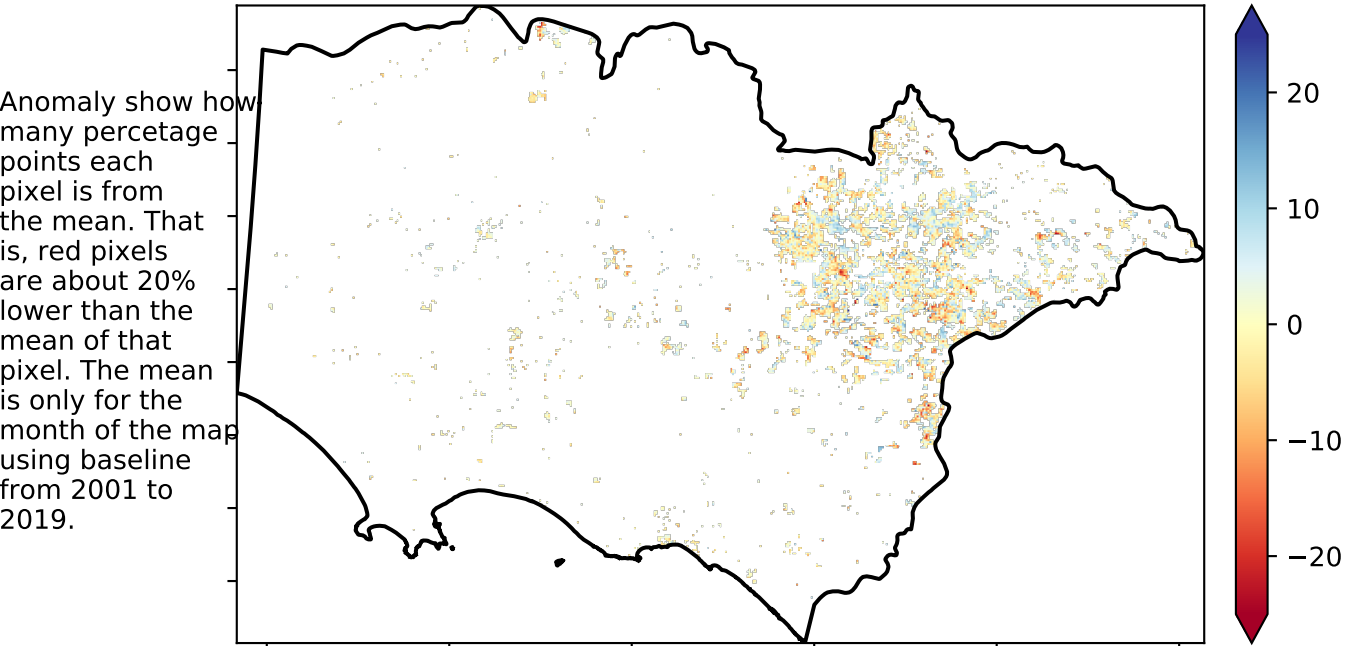 Anomaly show how
many percetage
points each
pixel is from
the mean. That
is, red pixels
are about 20%
lower than the
mean of that
pixel. The mean
is only for the
month of the map
using baseline
from 2001 to
2019.
20
10
0
−10
−20